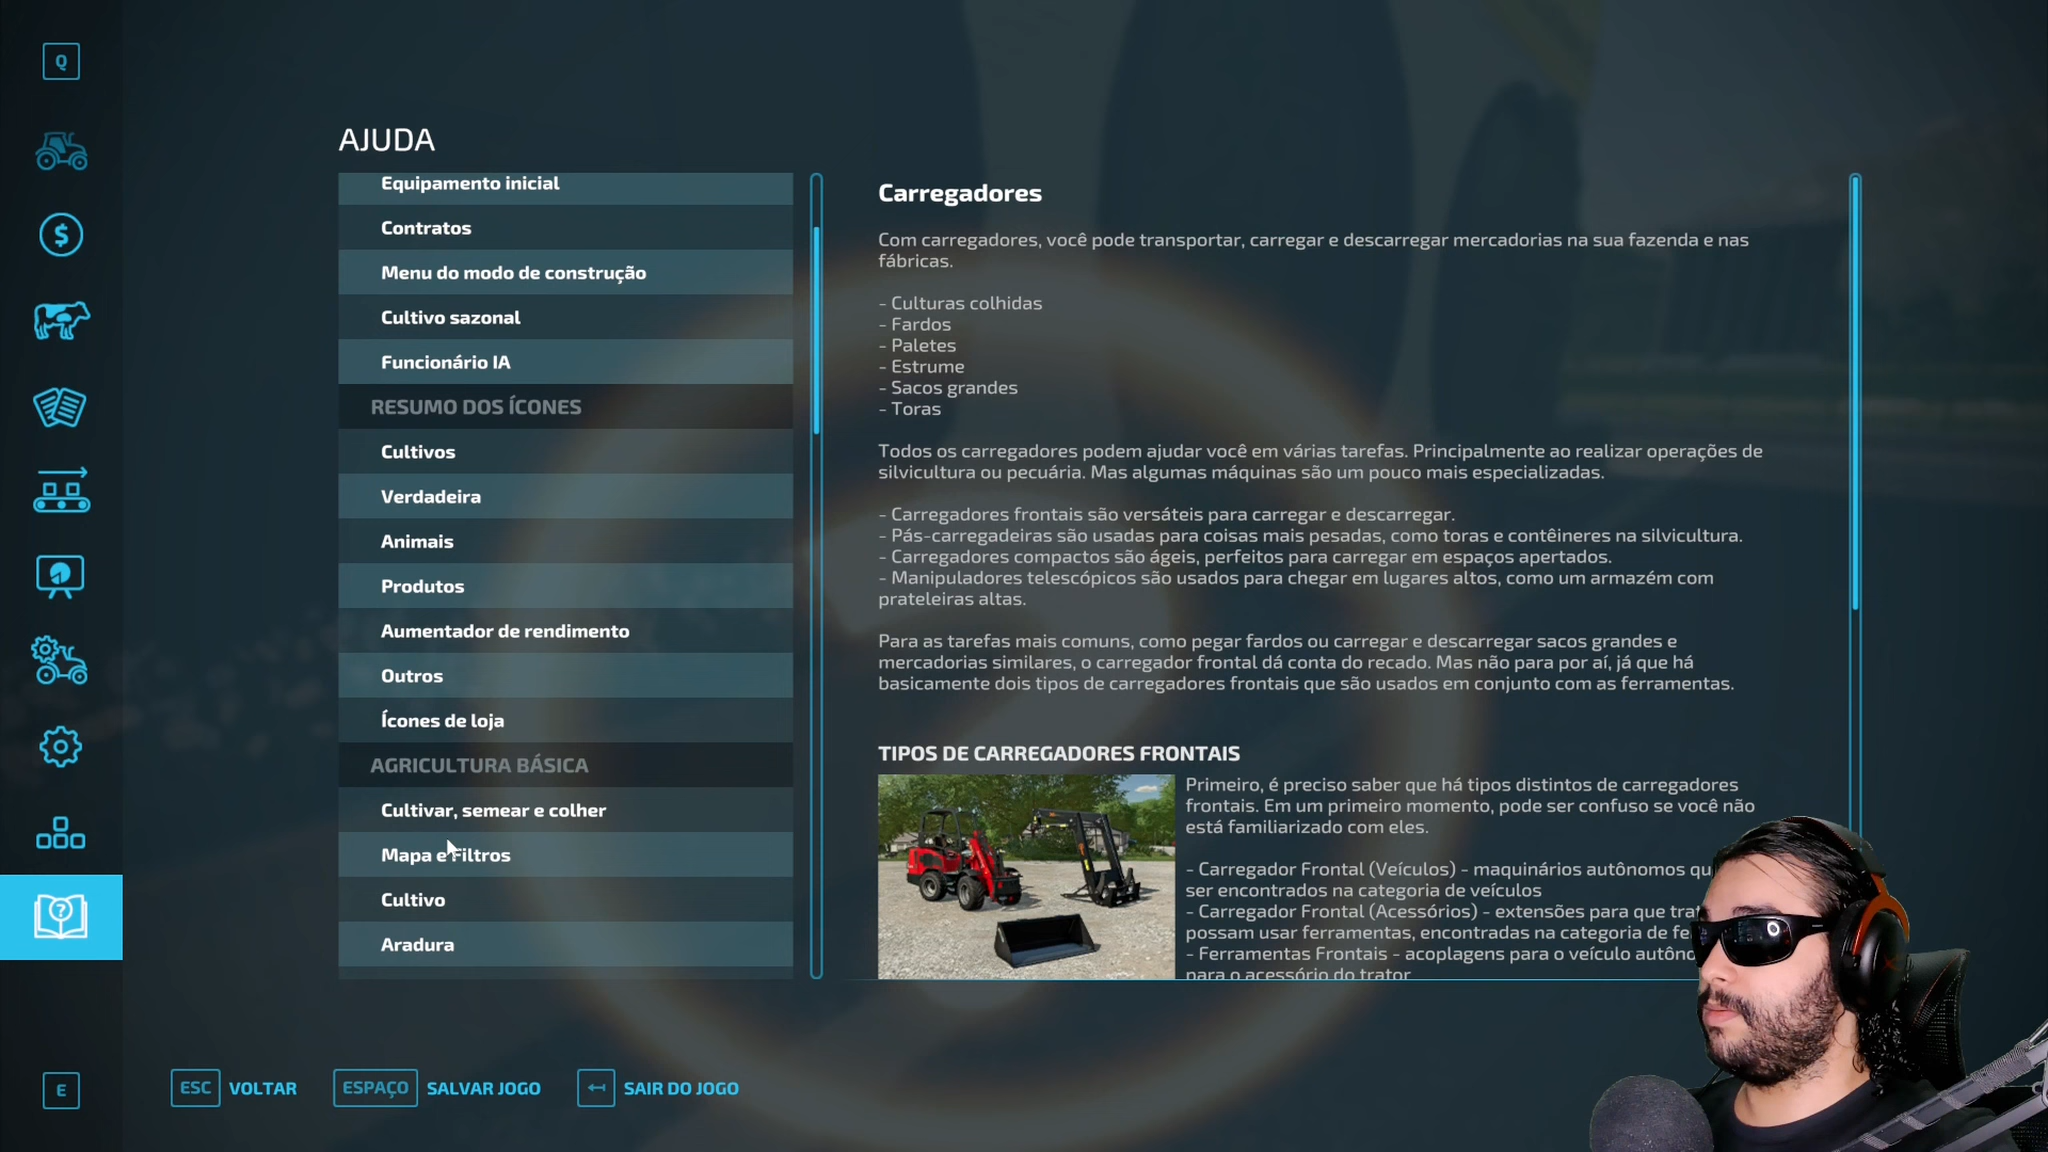 Q
AJUDA
Equipamento inicial
Contratos
Menu do modo de construção
Cultivo sazonal
Funcionário IA
RESUMO DOS ÍCONES
Cultivos
Verdadeira
Animais
Produtos
Aumentador de rendimento
Outros
Ícones de loja
AGRICULTURA BÁSICA
Cultivar, semear e colher
Mapa e Filtros
Cultivo
Aradura
Carregadores
Com carregadores, você pode transportar, carregar e descarregar mercadorias na sua fazenda e nas
fábricas.
- Culturas colhidas
- Fardos
- Paletes
- Estrume
- Sacos grandes
- Toras
Todos os carregadores podem ajudar você em várias tarefas. Principalmente ao realizar operações de
silvicultura ou pecuária. Mas algumas máquinas são um pouco mais especializadas.
- Carregadores frontais são versáteis para carregar e descarregar.
- Pás-carregadeiras são usadas para coisas mais pesadas, como toras e contêineres na silvicultura.
- Carregadores compactos são ágeis, perfeitos para carregar em espaços apertados.
- Manipuladores telescópicos são usados para chegar em lugares altos, como um armazém com
prateleiras altas.
Para as tarefas mais comuns, como pegar fardos ou carregar e descarregar sacos grandes e
mercadorias similares, o carregador frontal dá conta do recado. Mas não para por aí, já que há
basicamente dois tipos de carregadores frontais que são usados em conjunto com as ferramentas.
TIPOS DE CARREGADORES FRONTAIS
Primeiro, é preciso saber que há tipos distintos de carregadores
frontais. Em um primeiro momento, pode ser confuso se você não
está familiarizado com eles.
- Carregador Frontal (Veículos) - maquinários autônomos qu
ser encontrados na categoria de veículos
- Carregador Frontal (Acessórios) - extensões para que tra
possam usar ferramentas, encontradas na categoria de fe
- Ferramentas Frontais - acoplagens para o veículo autôno
para o acessório do trator
E
ESC VOLTAR ESPAÇO SALVAR JOGO SAIR DO JOGO